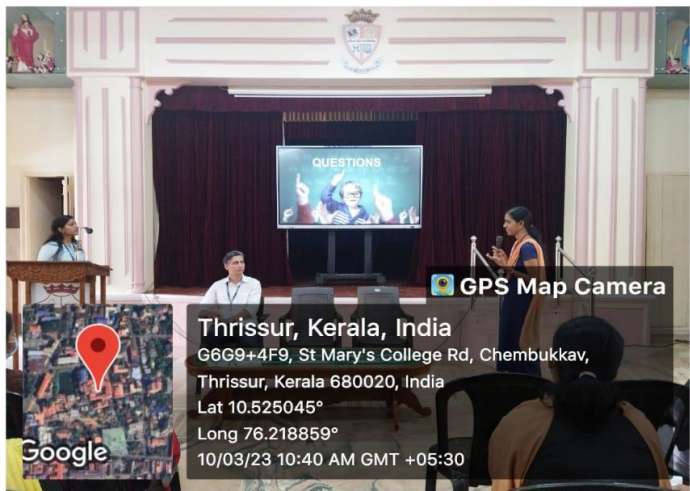 QUESTIONS
GPS Map Camera
Thrissur, Kerala, India
G6G9+4F9, St Mary's College Rd, Chembukkav,
Thrissur, Kerala 680020, India
Lat 10.525045°
Long 76.218859°
10/03/23 10:40 AM GMT +05:30
Google